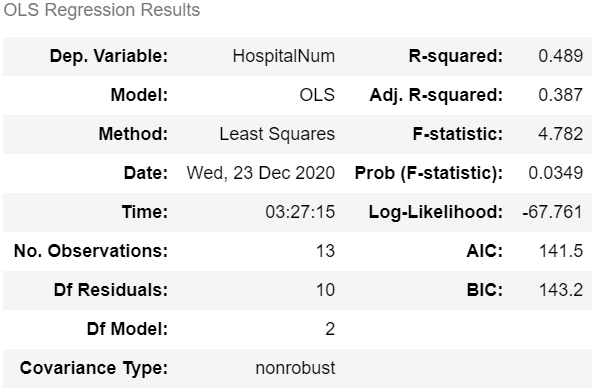 OLS Regression Results
Dep. Variable: HospitalNum R-squared: 0.489
Model: OLS Adj. R-squared: 0.387
Method: Least Squares F-statistic: 4.782
Date: Wed, 23 Dec 2020 Prob (F-statistic): 0.0349
Time: 03:27:15 Log-Likelihood: -67.761
No. Observations: 13 AIC: 141.5
Df Residuals: 10 BIC: 143.2
Df Model: 2
Covariance Type: nonrobust